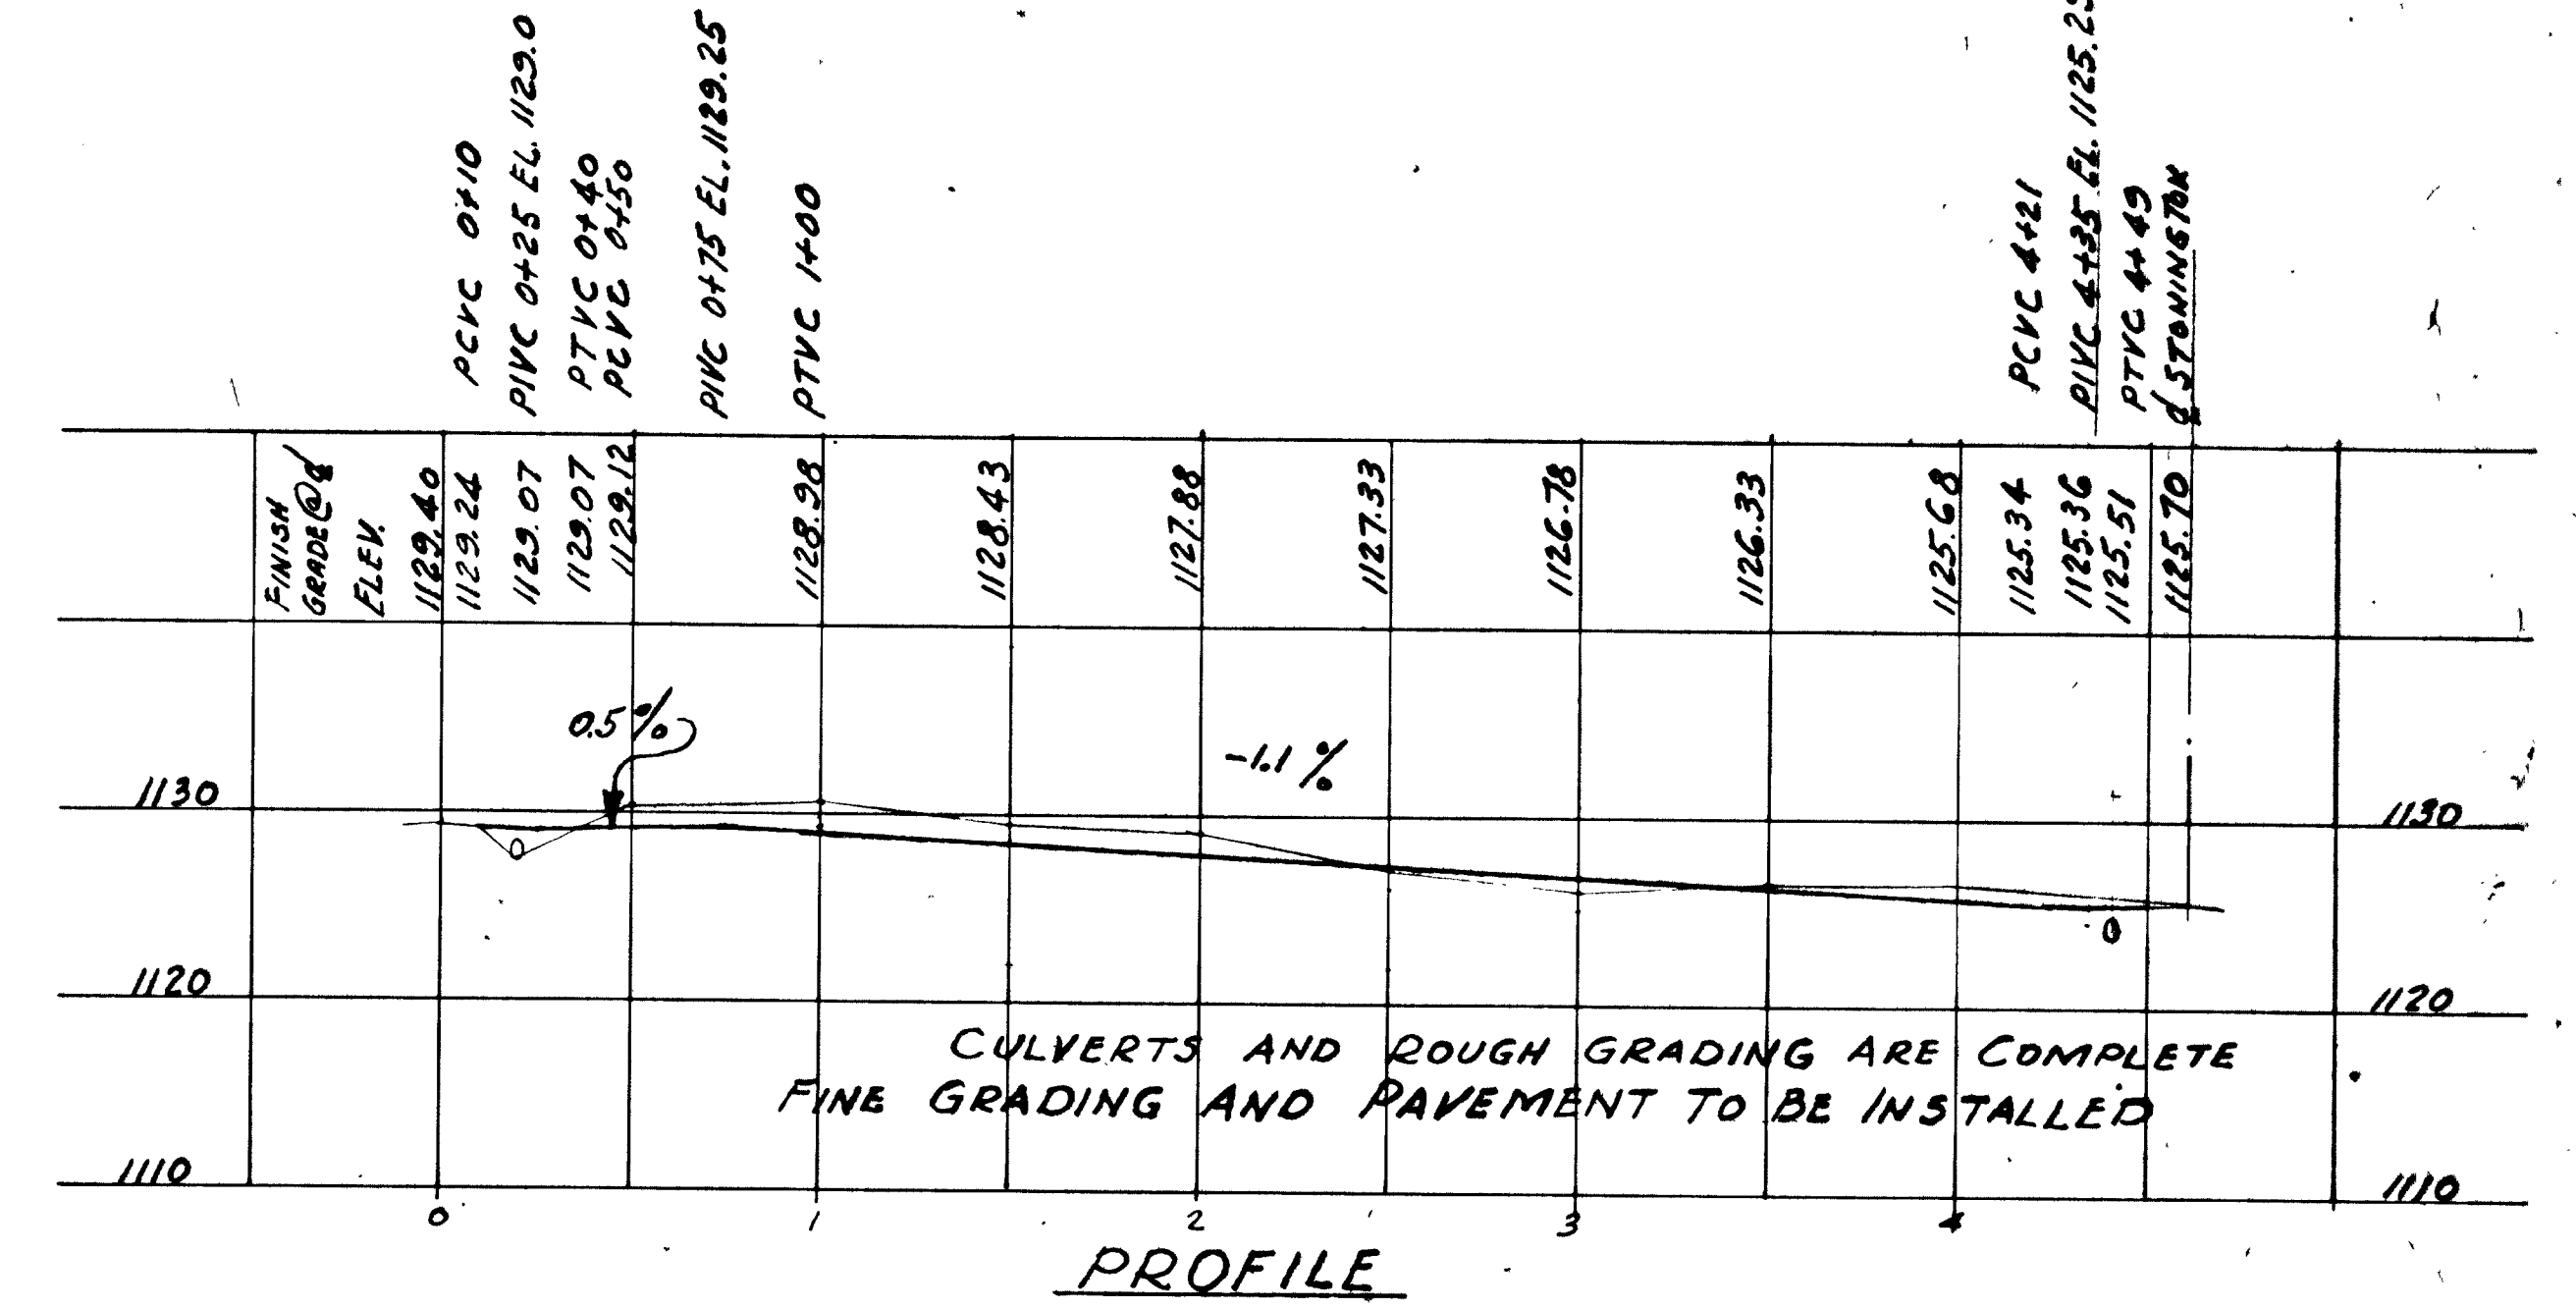 PCVC 0+10
PIVC 0+25 EL. 1129.0
PTVC 0+40
PCVC 0+50
PIVC 0+75 EL. 1129.25
PTVC 1+00
PCVC 4+21
PIVC 4+35 EL. 1125.25
PTVC 4+49
℄ STONINGTON
FINISH
GRADE@℄
ELEV.
1129.40
1129.24
1129.07
1129.07
1129.12
1128.98
1128.43
1127.88
1127.33
1126.78
1126.33
1125.68
1125.34
1125.36
1125.51
1125.70
0.5%
-1.1%
1130
1130
1120
1120
CULVERTS AND ROUGH GRADING ARE COMPLETE
FINE GRADING AND PAVEMENT TO BE INSTALLED
1110
1110
0 1 2 3 4
PROFILE